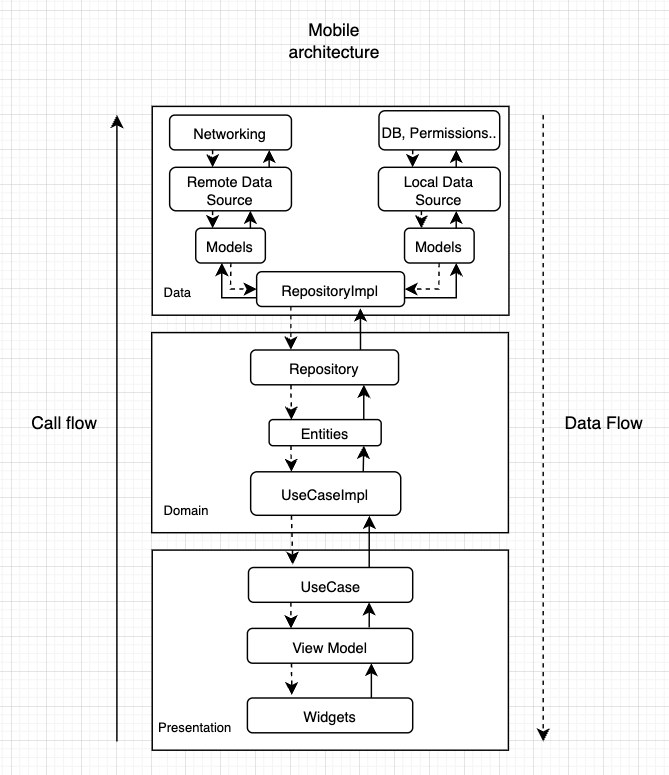 Mobile
architecture
Networking
DB, Permissions..
Remote Data
Source
Local Data
Source
Models
Models
Data
RepositoryImpl
Repository
Call flow
Data Flow
Entities
UseCaseImpl
Domain
UseCase
View Model
Widgets
Presentation